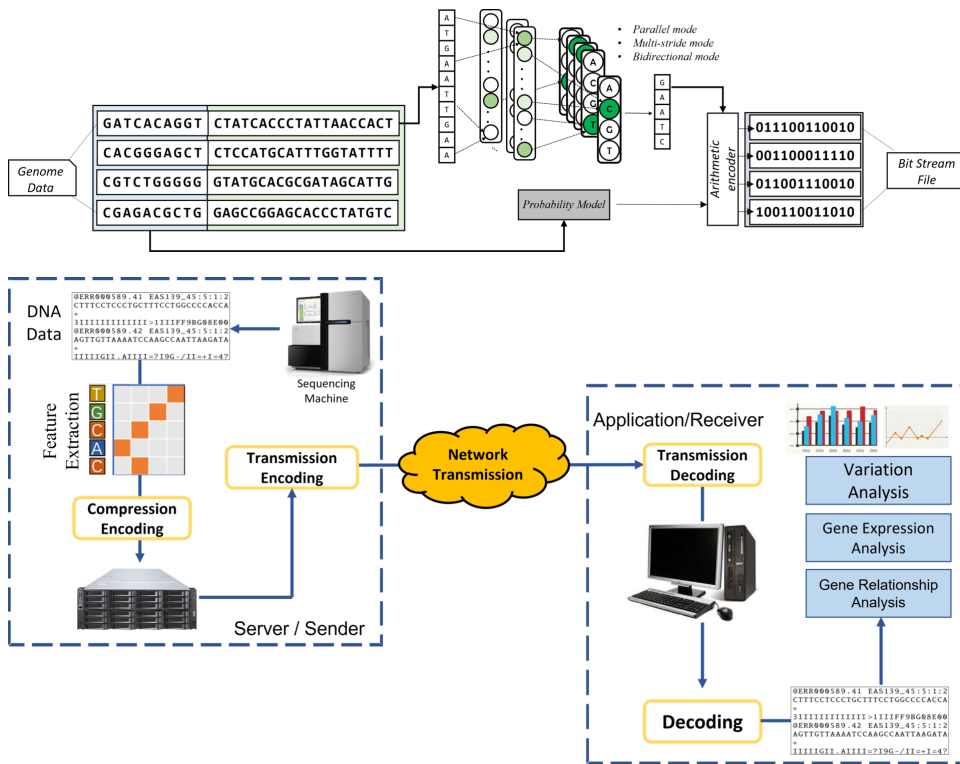 A
T
G
A
A
T
T
G
A
A
• Parallel mode
• Multi-stride mode
• Bidirectional mode
A
C
G
T
A
C
G
T
G
A
A
T
C
Genome
Data
GATCACAGGT CTATCACCCTATTAACCACT
CACGGGAGCT CTCCATGCATTTGGTATTTT
CGTCTGGGGG GTATGCACGCGATAGCATTG
CGAGACGCTG GAGCCGGAGCACCCTATGTC
Probability Model
Arithmetic
encoder
011100110010
001100011110
011001110010
100110011010
Bit Stream
File
DNA
Data
@ERR000589.41 EAS139_45:5:1:2
CTTTCCTCCCTGCTTTCCTGGCCCCACCA
+
3IIIIIIIIIIIII>1IIIFF9BG08E00
@ERR000589.42 EAS139_45:5:1:2
AGTTGTTAAAATCCAAGCCAATTAAGATA
+
IIIIIGII.AIIII=?I9G-/II=+I=4?
Sequencing
Machine
Feature
Extraction
T
G
C
A
C
Compression
Encoding
Transmission
Encoding
Server / Sender
Network
Transmission
Application/Receiver
Transmission
Decoding
Decoding
Variation
Analysis
Gene Expression
Analysis
Gene Relationship
Analysis
@ERR000589.41 EAS139_45:5:1:2
CTTTCCTCCCTGCTTTCCTGGCCCCACCA
+
3IIIIIIIIIIIII>1IIIFF9BG08E00
@ERR000589.42 EAS139_45:5:1:2
AGTTGTTAAAATCCAAGCCAATTAAGATA
+
IIIIIGII.AIIII=?I9G-/II=+I=4?